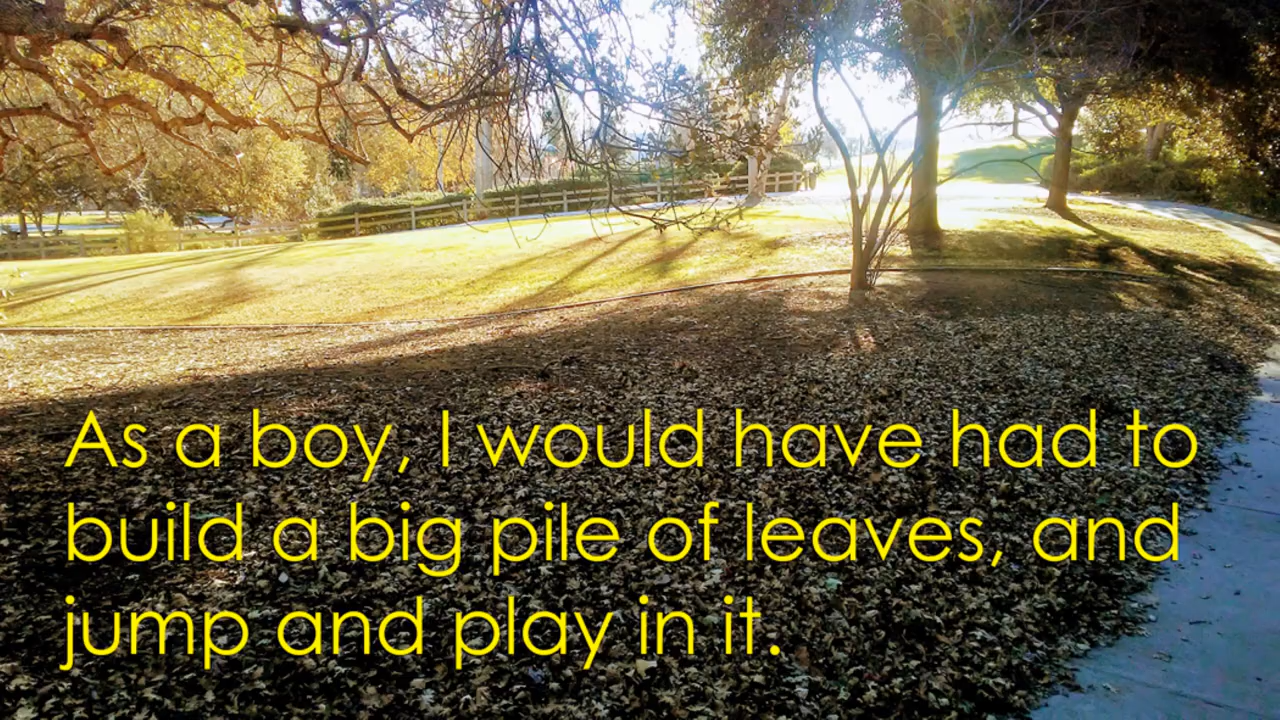 As a boy, I would have had to
build a big pile of leaves, and
jump and play in it.